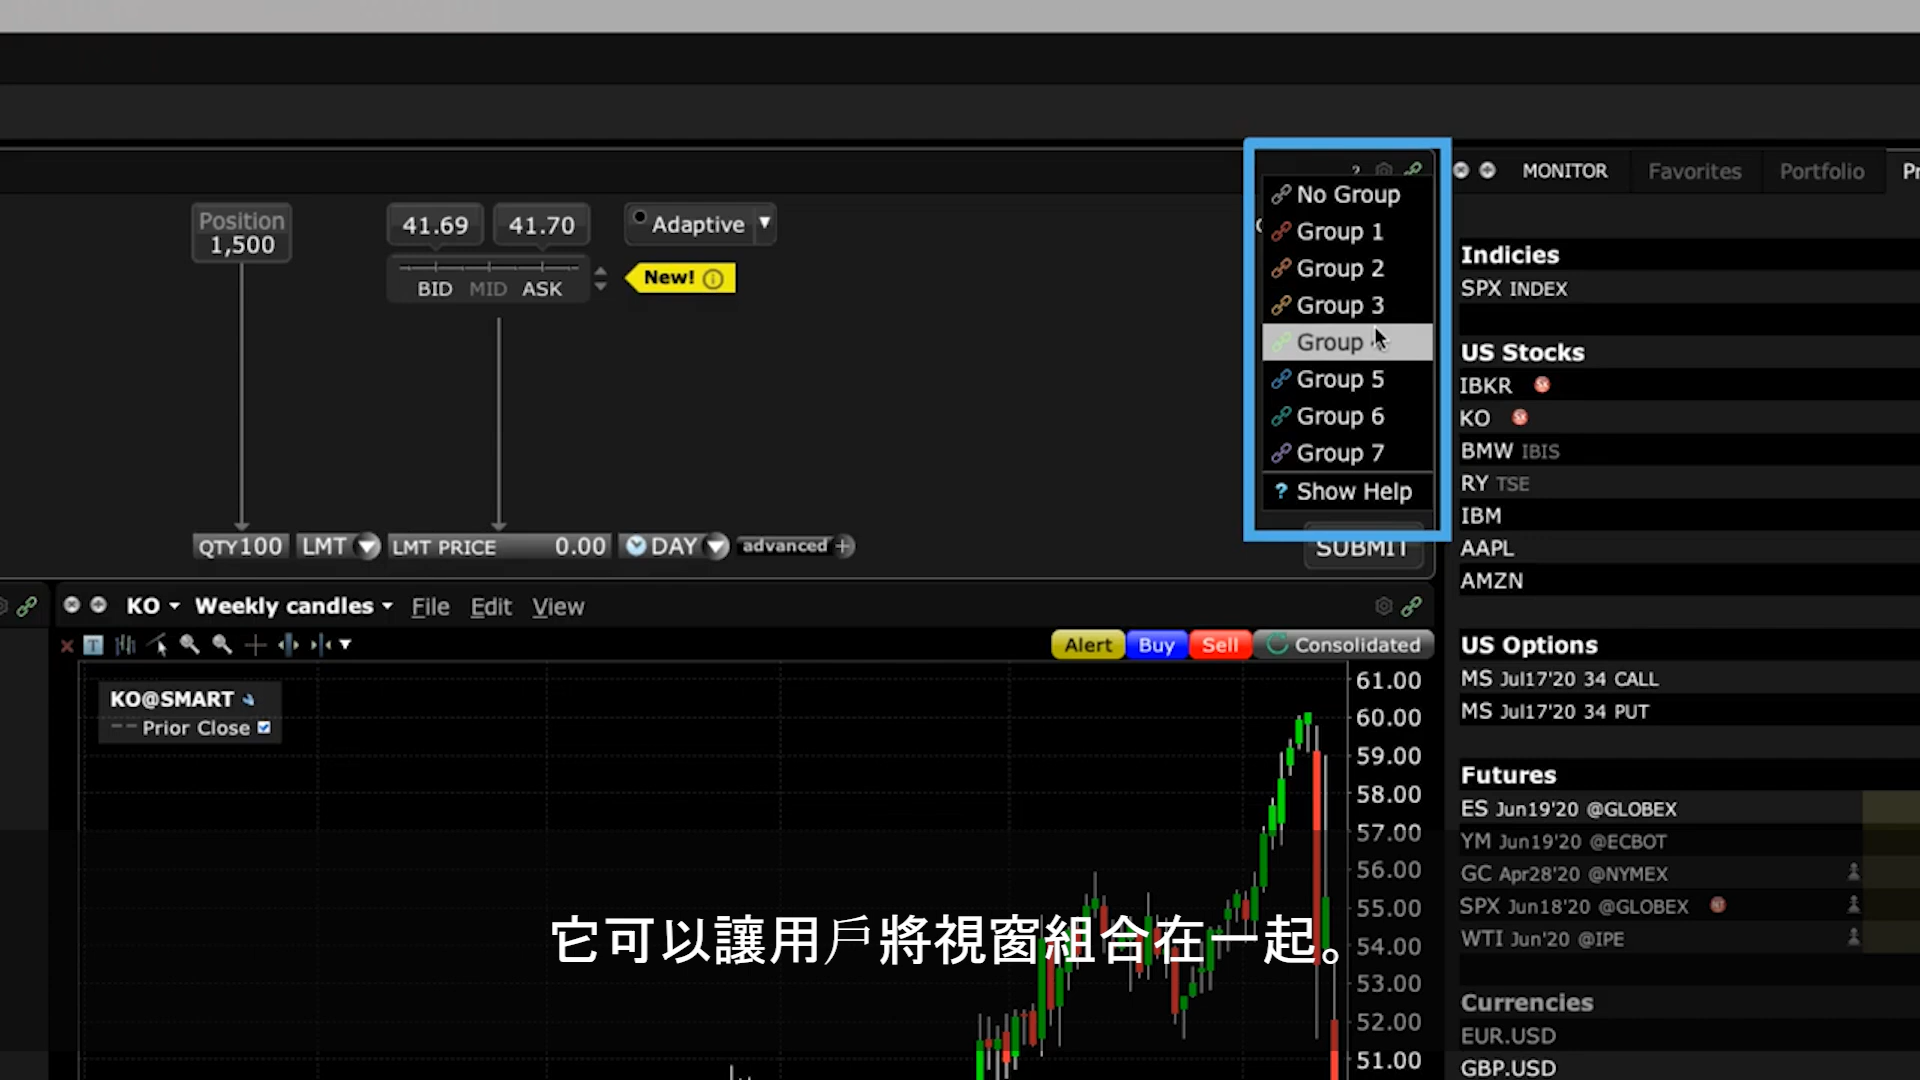 MONITOR Favorites Portfolio
?
No Group
Group 1
Group 2
Group 3
Group
Group 5
Group 6
Group 7
? Show Help
Position
1,500
41.69 41.70 Adaptive
New!
BID MID ASK
QTY 100 LMT LMT PRICE 0.00 DAY advanced +
SUBMIT
KO Weekly candles File Edit View
Alert Buy Sell Consolidated
KO@SMART
Prior Close
61.00
60.00
59.00
58.00
57.00
56.00
55.00
54.00
53.00
52.00
51.00
Indicies
SPX INDEX
US Stocks
IBKR
KO
BMW IBIS
RY TSE
IBM
AAPL
AMZN
US Options
MS Jul17'20 34 CALL
MS Jul17'20 34 PUT
Futures
ES Jun19'20 @GLOBEX
YM Jun19'20 @ECBOT
GC Apr28'20 @NYMEX
SPX Jun18'20 @GLOBEX
WTI Jun'20 @IPE
Currencies
EUR.USD
GBP.USD
它可以讓用戶將視窗組合在一起。